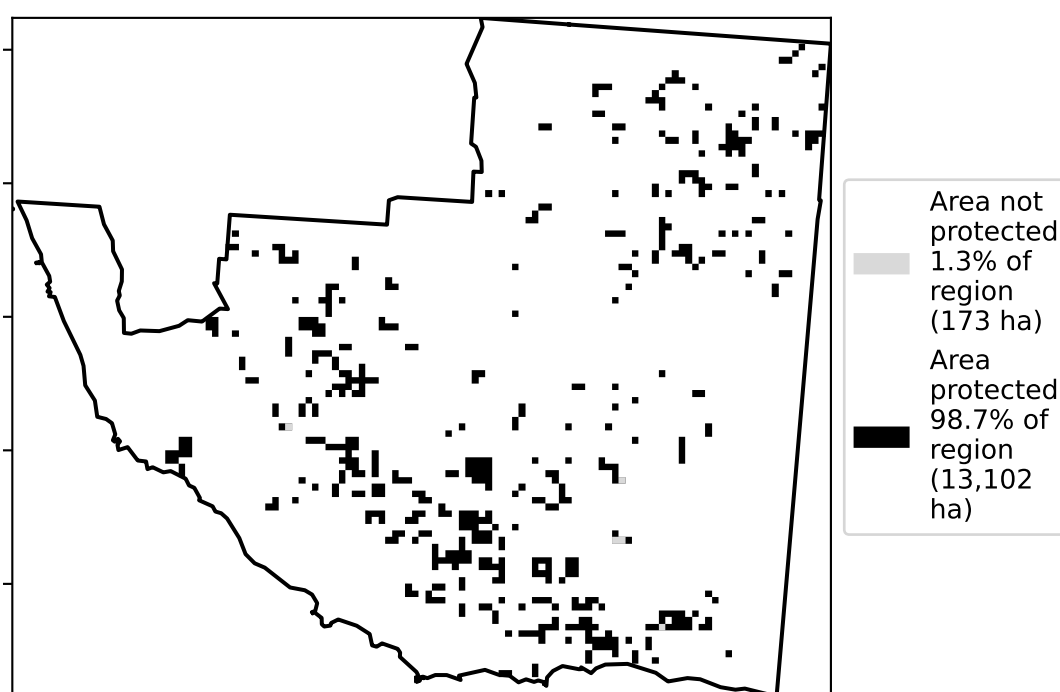 Area not
protected
1.3% of
region
(173 ha)
Area
protected
98.7% of
region
(13,102
ha)